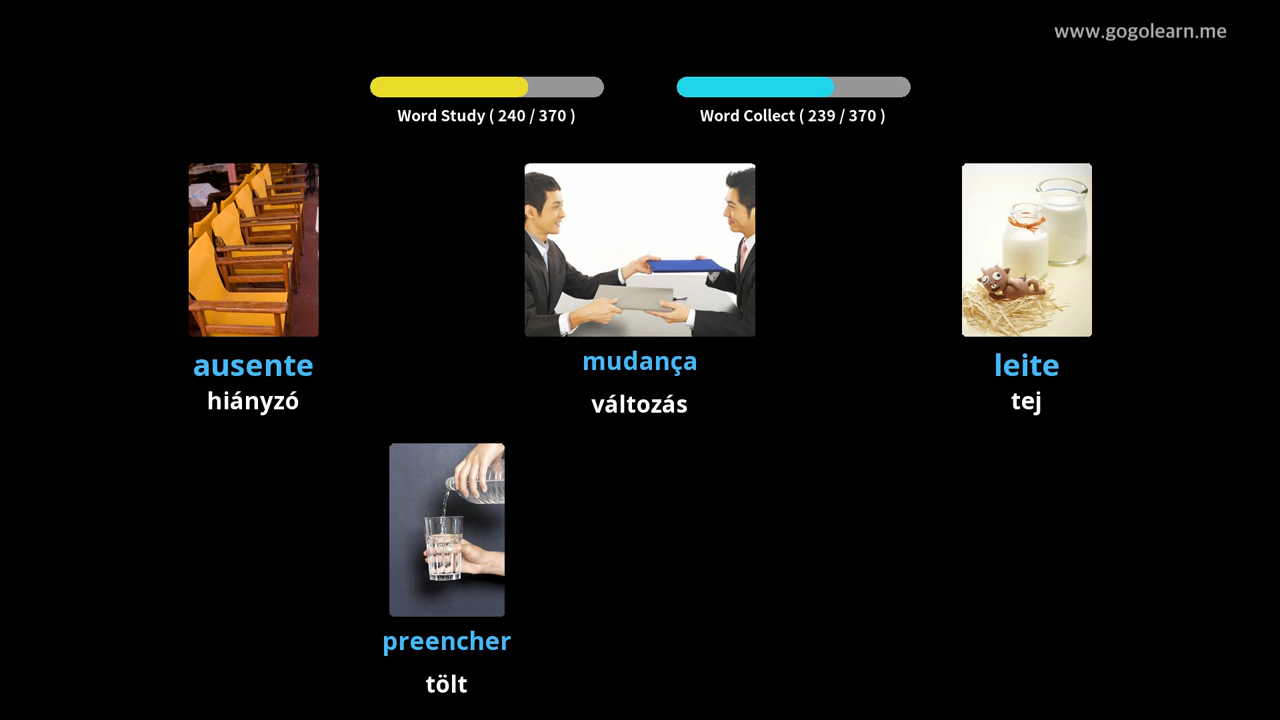 www.gogolearn.me
Word Study ( 240 / 370 )
Word Collect ( 239 / 370 )
ausente
hiányzó
mudança
változás
leite
tej
preencher
tölt